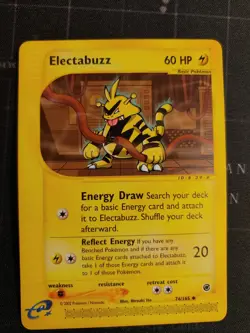 Electabuzz 60 HP
Basic Pokémon
Energy Draw Search your deck
for a basic Energy card and attach
it to Electabuzz. Shuffle your deck
afterward.
Reflect Energy If you have any
Benched Pokémon and if there are any
basic Energy cards attached to Electabuzz,
take 1 of those Energy cards and attach
it to 1 of those Pokémon.
20
weakness resistance retreat cost
©2002 Pokémon / Nintendo
74/165